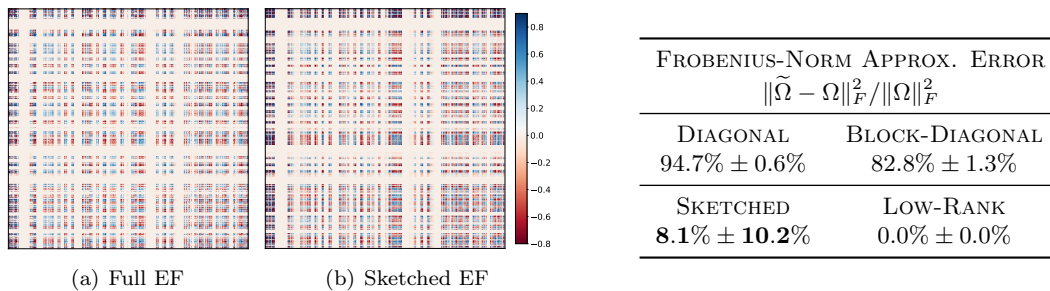 0.8
0.6
0.4
0.2
0.0
−0.2
−0.4
−0.6
−0.8
(a) Full EF
(b) Sketched EF
Frobenius-Norm Approx. Error
‖Ω̃ − Ω‖²_F/‖Ω‖²_F
Diagonal Block-Diagonal
94.7% ± 0.6% 82.8% ± 1.3%
Sketched Low-Rank
8.1% ± 10.2% 0.0% ± 0.0%